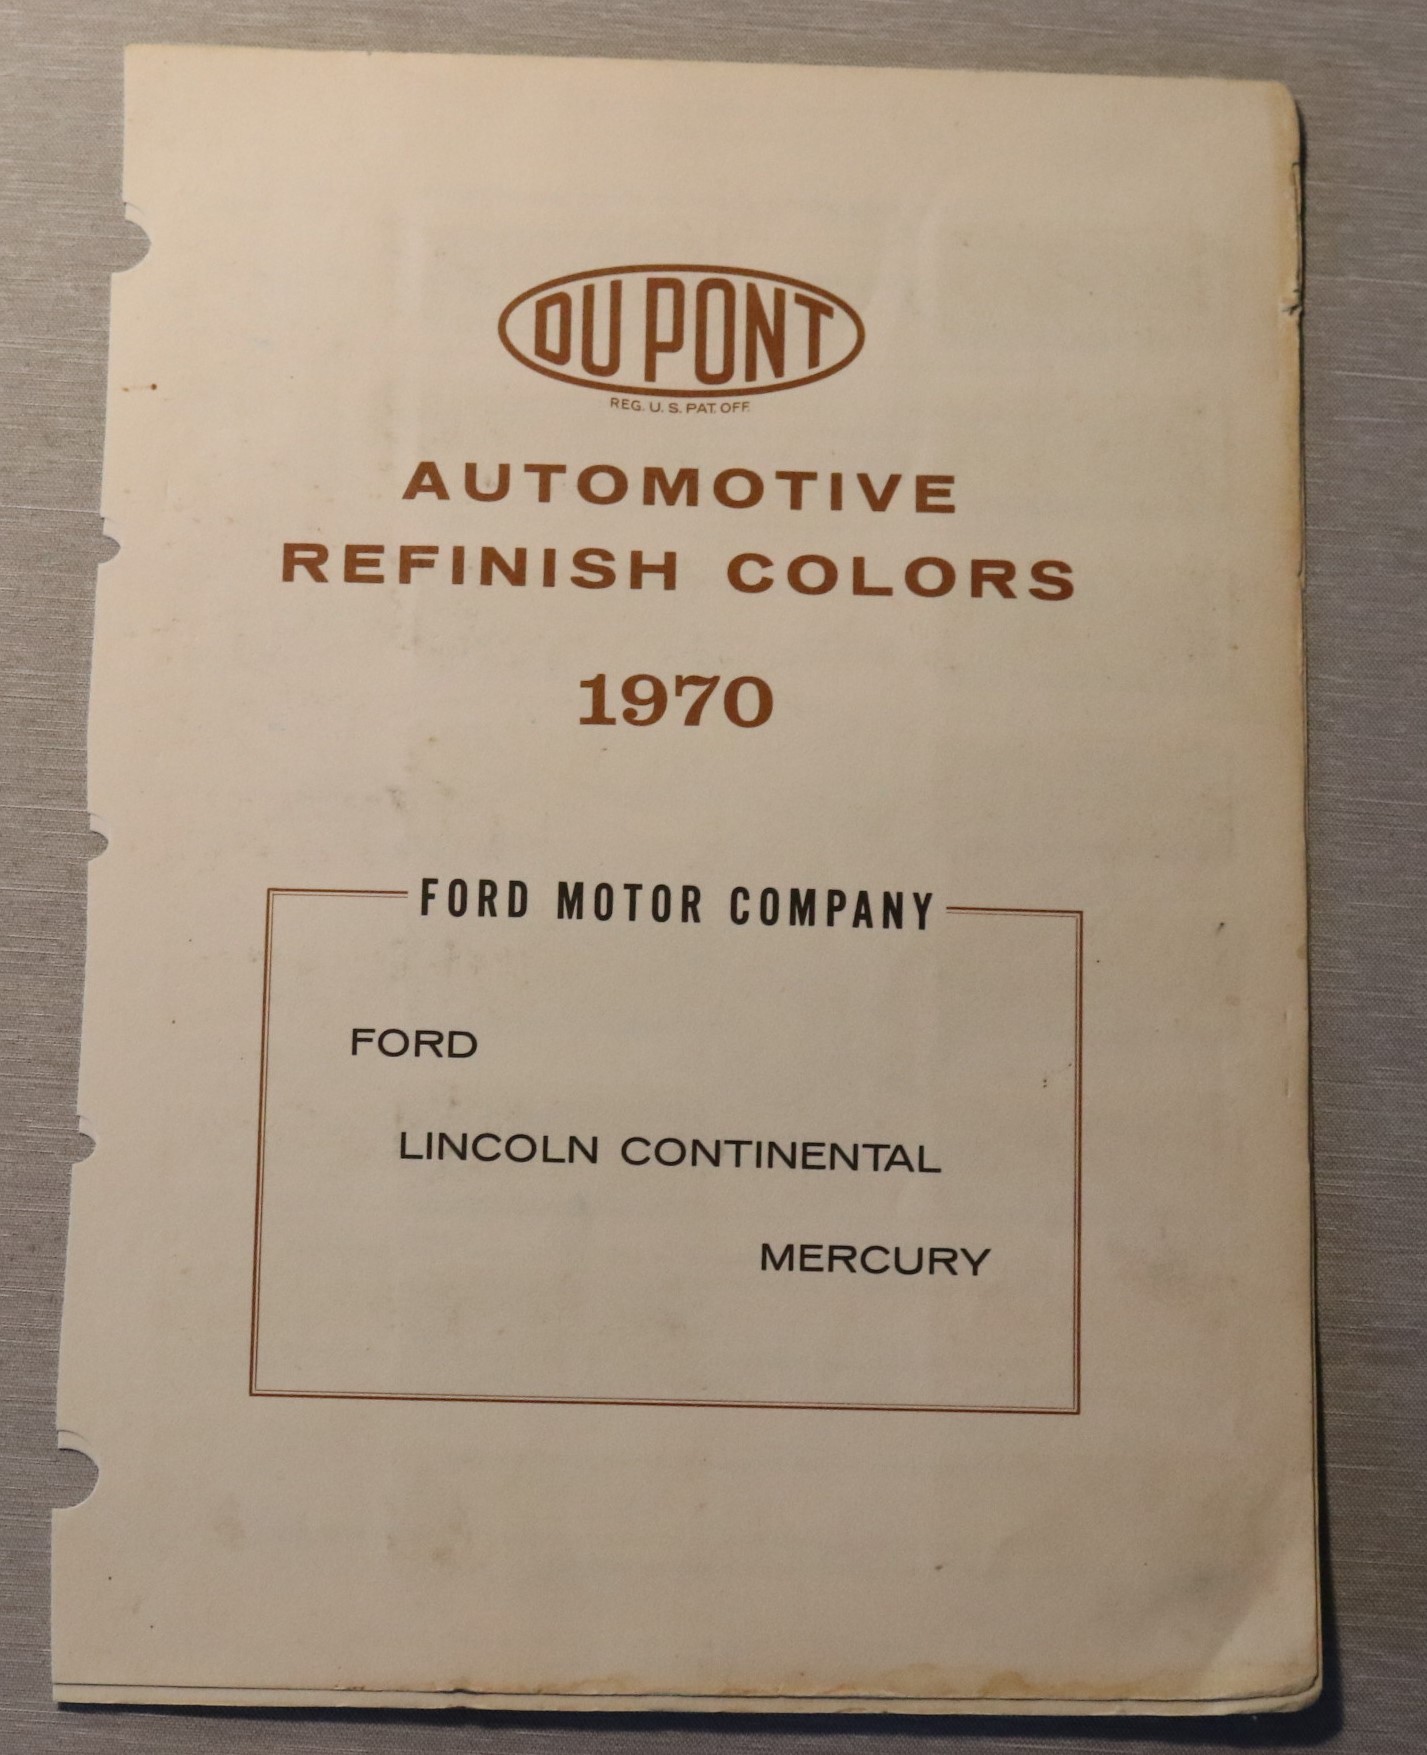 DU PONT
REG. U. S. PAT. OFF.
AUTOMOTIVE
REFINISH COLORS
1970
FORD MOTOR COMPANY
FORD
LINCOLN CONTINENTAL
MERCURY